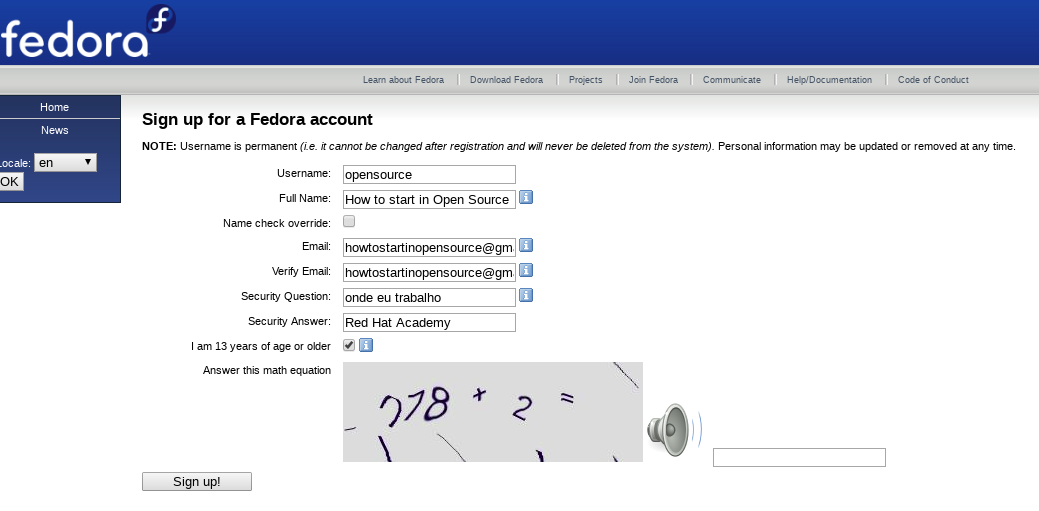 fedora
Learn about Fedora
Download Fedora
Projects
Join Fedora
Communicate
Help/Documentation
Code of Conduct
Home
News
Locale: en
OK
Sign up for a Fedora account
NOTE: Username is permanent (i.e. it cannot be changed after registration and will never be deleted from the system). Personal information may be updated or removed at any time.
Username: opensource
Full Name: How to start in Open Source
Name check override:
Email: howtostartinopensource@gma
Verify Email: howtostartinopensource@gma
Security Question: onde eu trabalho
Security Answer: Red Hat Academy
I am 13 years of age or older
Answer this math equation
+ 2 =
Sign up!